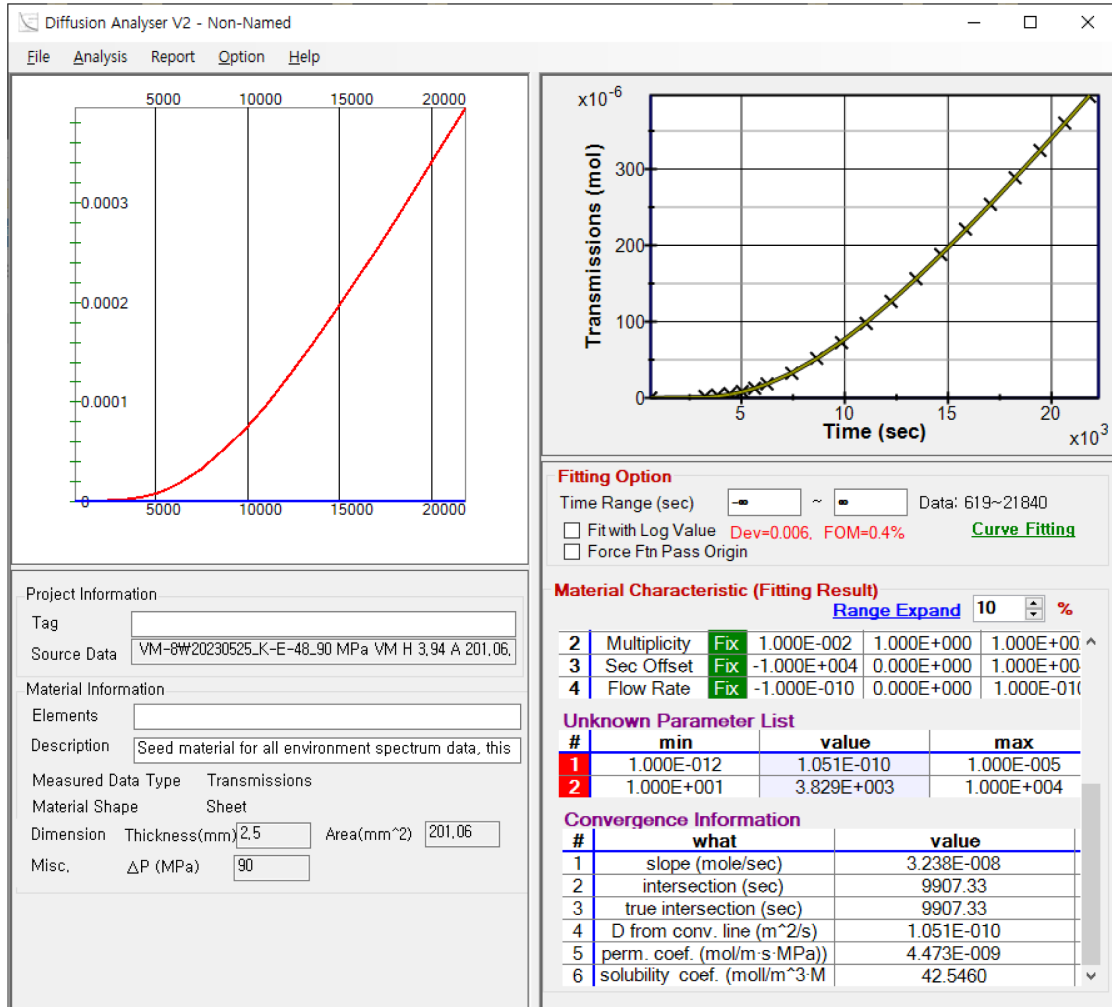 Diffusion Analyser V2 - Non-Named
File Analysis Report Option Help
5000 10000 15000 20000
0.0003
0.0002
0.0001
0
5000 10000 15000 20000
Project Information
Tag
Source Data VM-8₩20230525_K-E-48_90 MPa VM H 3,94 A 201,06,
Material Information
Elements
Description Seed material for all environment spectrum data, this
Measured Data Type Transmissions
Material Shape Sheet
Dimension Thickness(mm) 2,5 Area(mm^2) 201,06
Misc, △P (MPa) 90
x10^-6
Transmissions (mol)
300
200
100
0
5 10 15 20
Time (sec) x10^3
Fitting Option
Time Range (sec) -∞ ~ ∞ Data: 619~21840
Fit with Log Value Dev=0.006, FOM=0.4% Curve Fitting
Force Ftn Pass Origin
Material Characteristic (Fitting Result)
Range Expand 10 %
2 Multiplicity Fix 1.000E-002 1.000E+000 1.000E+00
3 Sec Offset Fix -1.000E+004 0.000E+000 1.000E+00
4 Flow Rate Fix -1.000E-010 0.000E+000 1.000E-010
Unknown Parameter List
# min value max
1 1.000E-012 1.051E-010 1.000E-005
2 1.000E+001 3.829E+003 1.000E+004
Convergence Information
# what value
1 slope (mole/sec) 3.238E-008
2 intersection (sec) 9907.33
3 true intersection (sec) 9907.33
4 D from conv. line (m^2/s) 1.051E-010
5 perm. coef. (mol/m·s·MPa)) 4.473E-009
6 solubility coef. (moll/m^3·M 42.5460